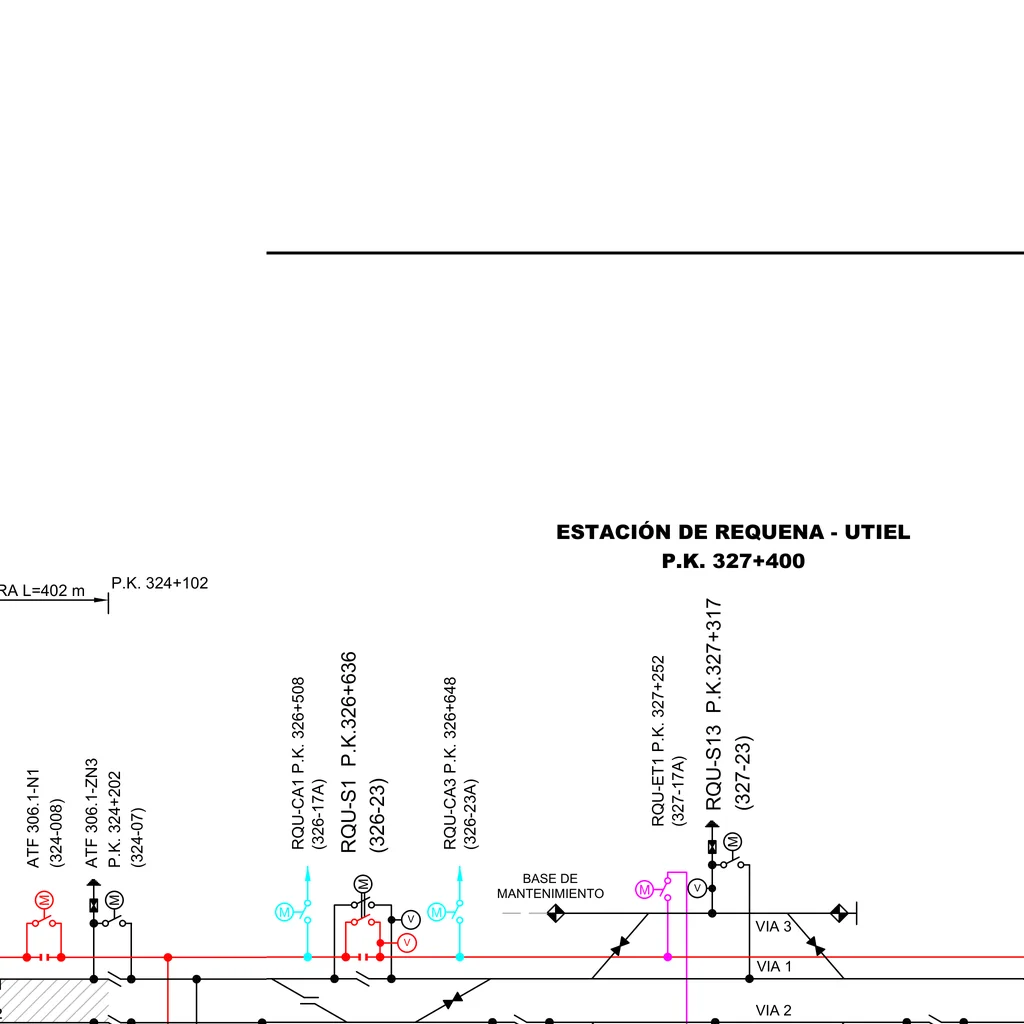 ESTACIÓN DE REQUENA - UTIEL
P.K. 327+400
RA L=402 m
P.K. 324+102
ATF 306.1-N1
(324-008)
ATF 306.1-ZN3
P.K. 324+202
(324-07)
RQU-CA1 P.K. 326+508
(326-17A)
RQU-S1 P.K.326+636
(326-23)
RQU-CA3 P.K. 326+648
(326-23A)
RQU-ET1 P.K. 327+252
(327-17A)
RQU-S13 P.K.327+317
(327-23)
M
M
M
M
V
V
M
BASE DE
MANTENIMIENTO
M
V
M
VIA 3
VIA 1
VIA 2